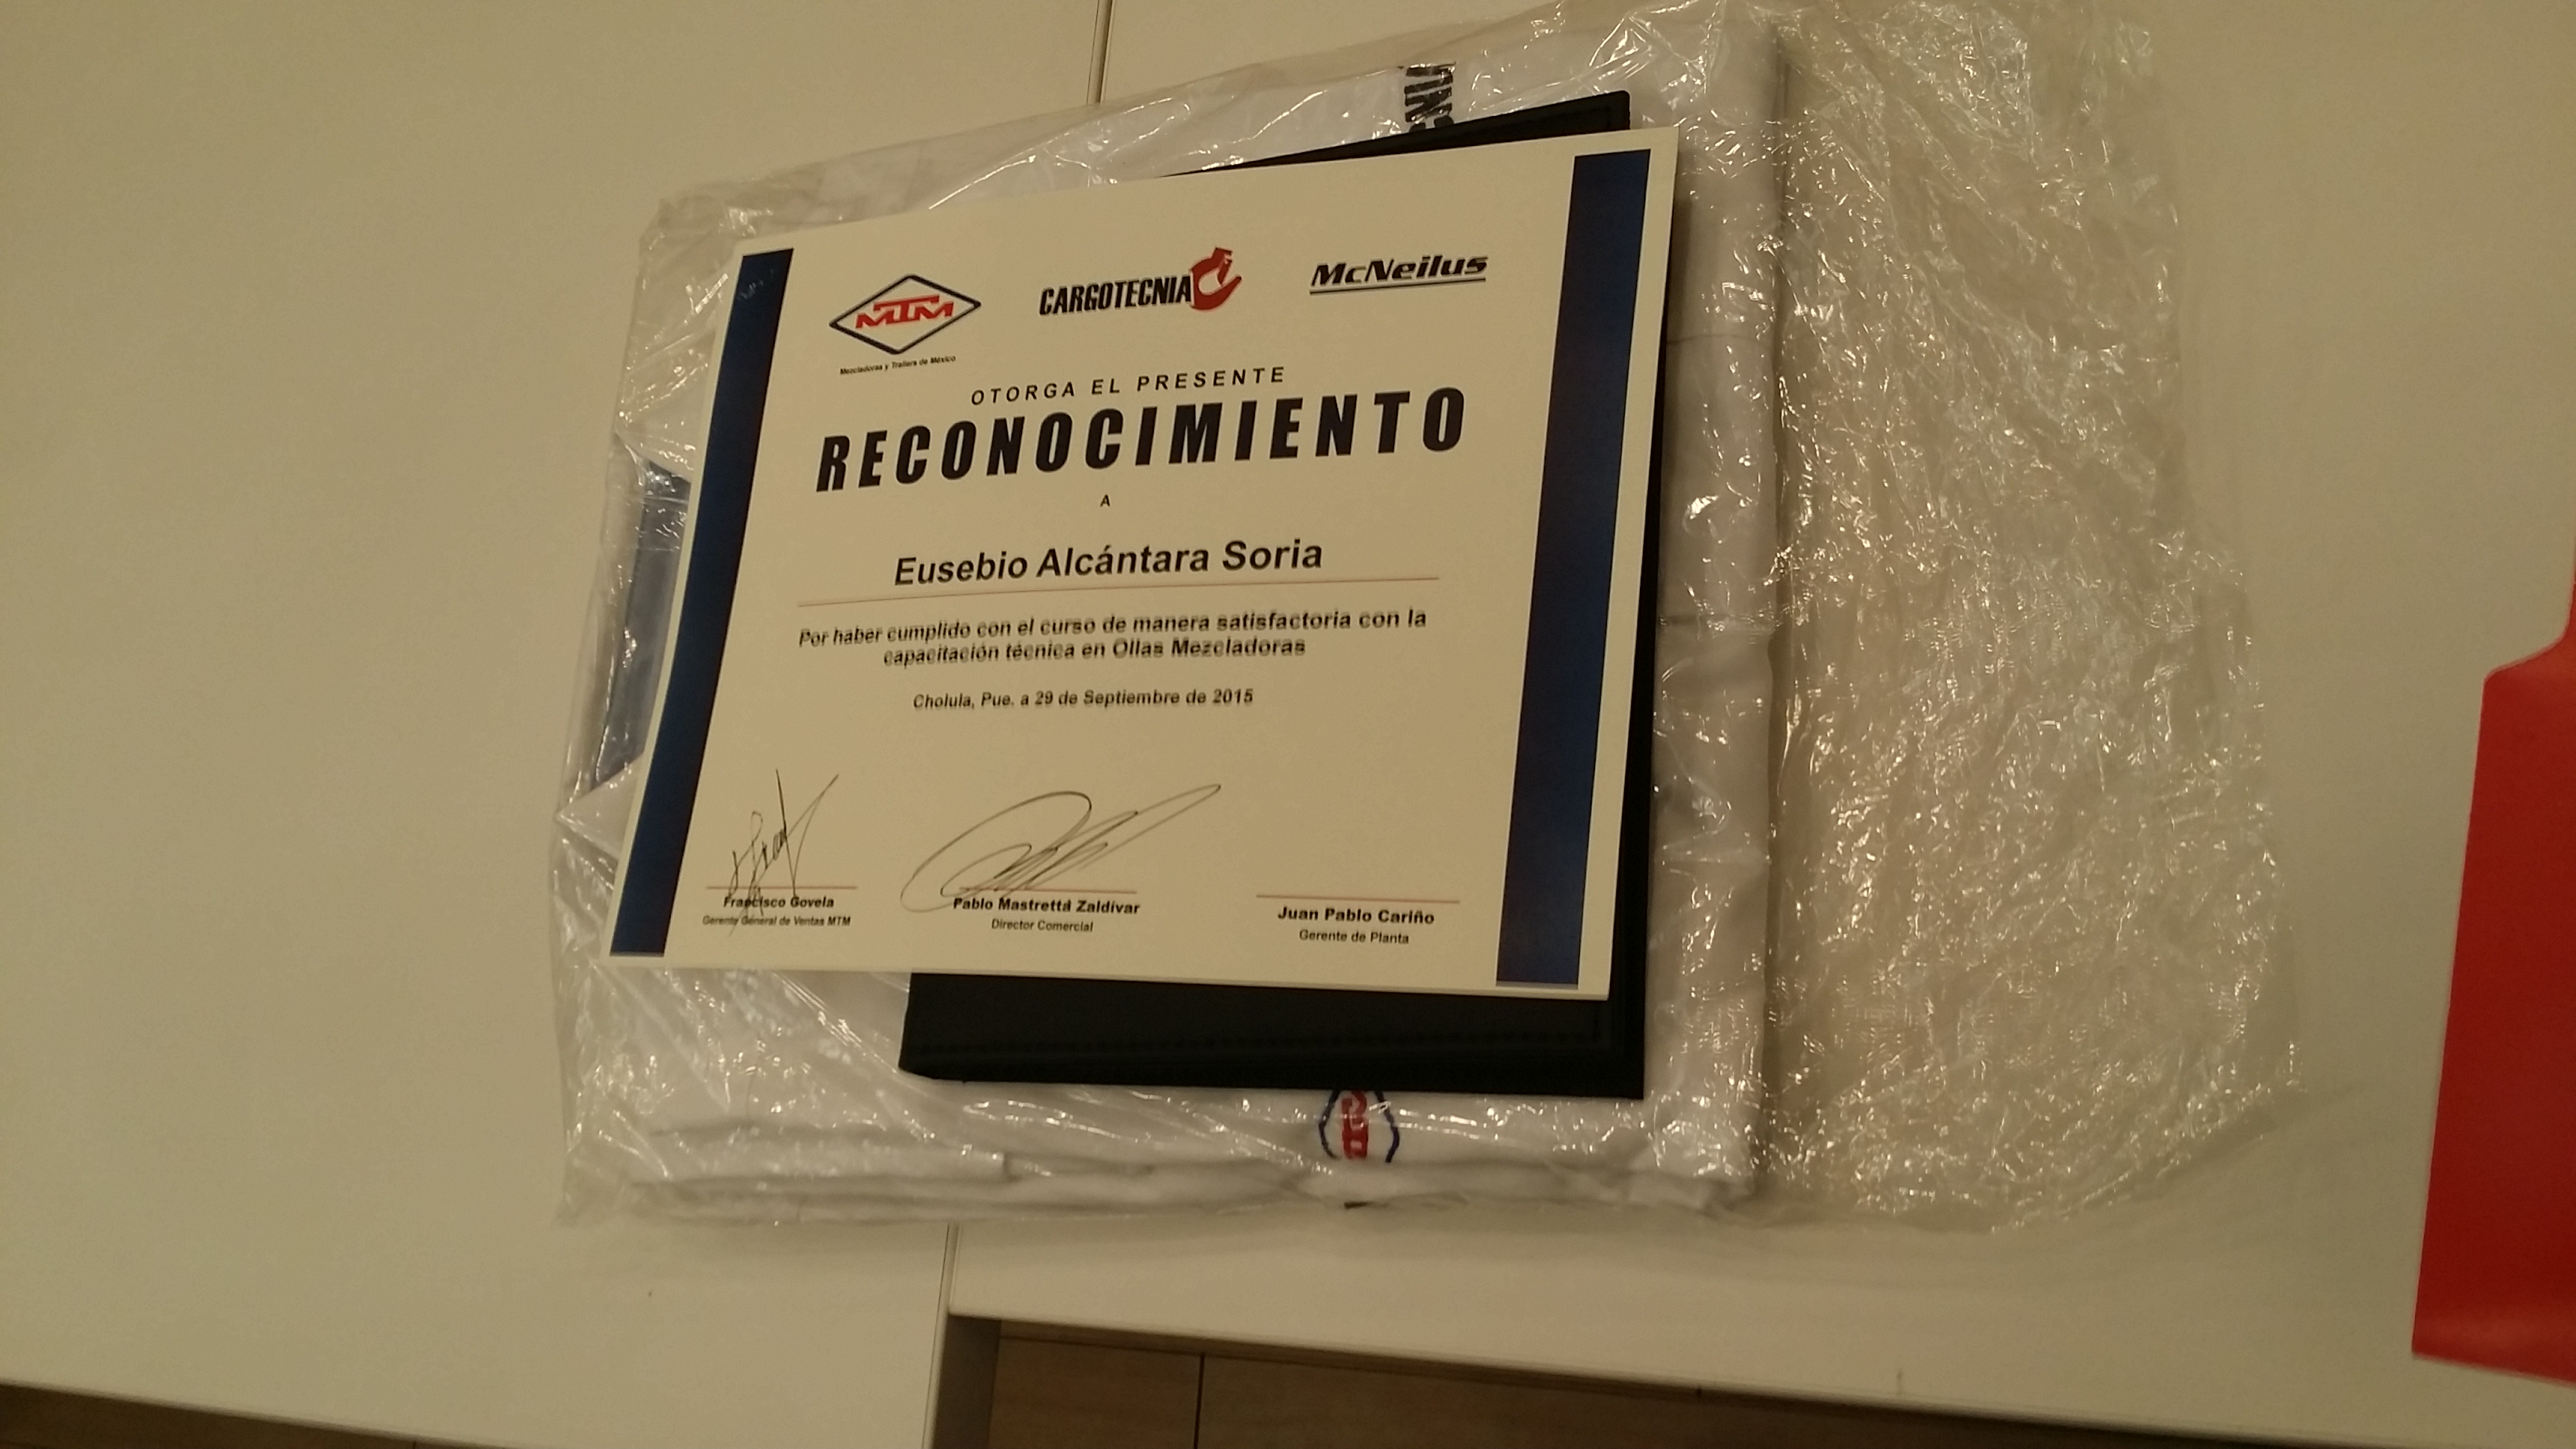 MTM
Mezcladoras y Trailers de México
CARGOTECNIA
McNeilus
OTORGA EL PRESENTE
RECONOCIMIENTO
A
Eusebio Alcántara Soria
Por haber cumplido con el curso de manera satisfactoria con la
capacitación técnica en Ollas Mezcladoras
Cholula, Pue. a 29 de Septiembre de 2015
Francisco Govela
Gerente General de Ventas MTM
Pablo Mastretta Zaldívar
Director Comercial
Juan Pablo Cariño
Gerente de Planta